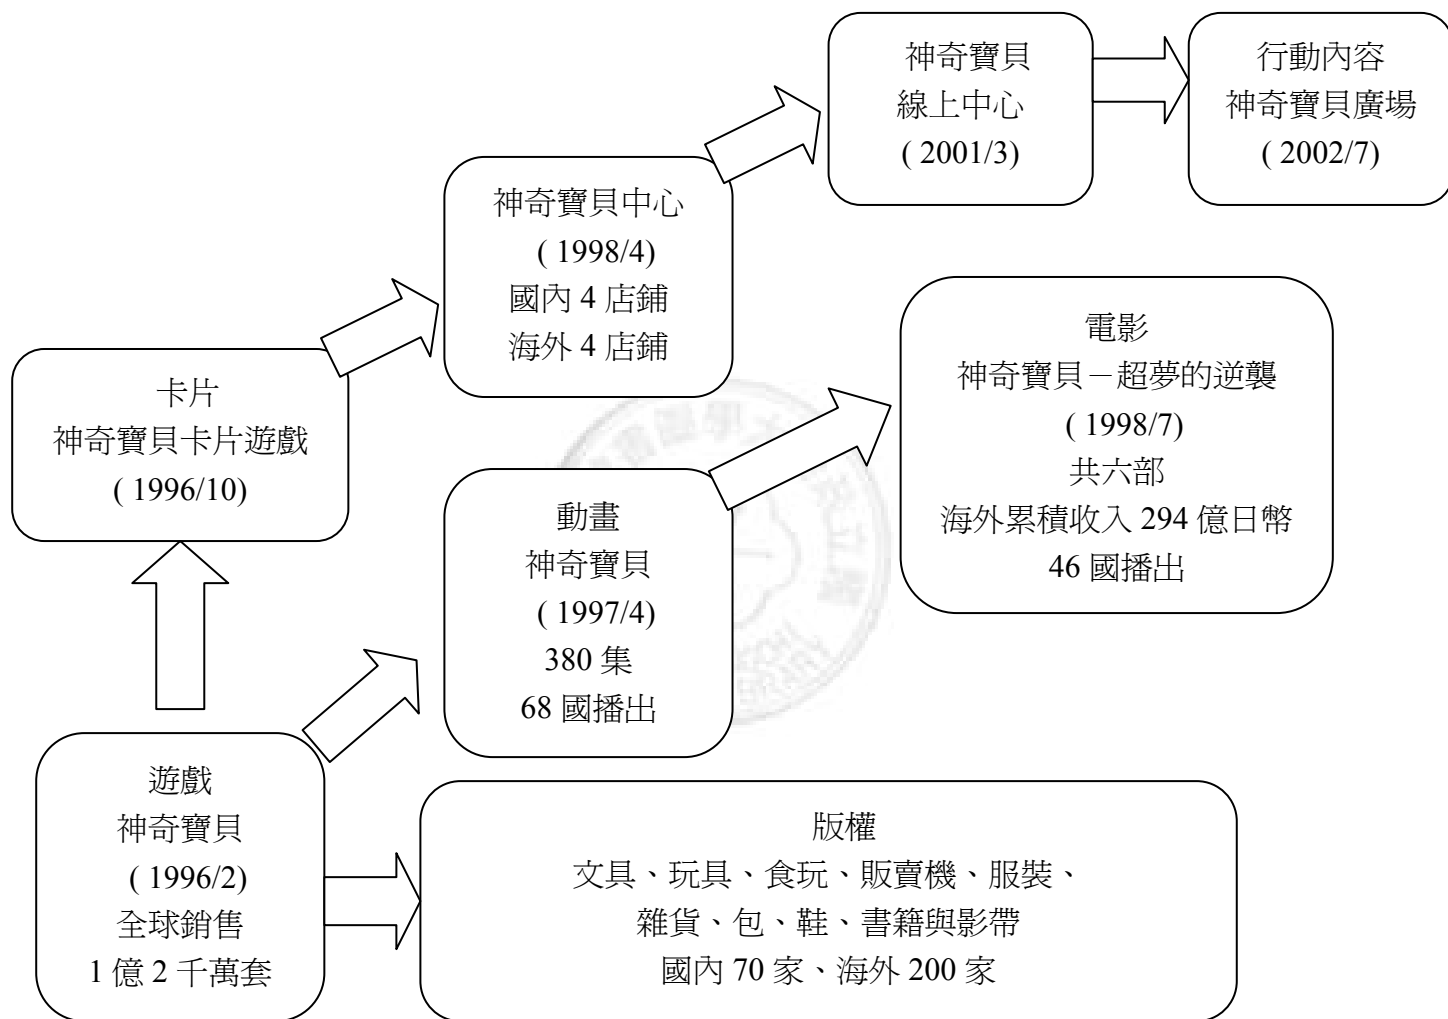 神奇寶貝
線上中心
( 2001/3)
行動內容
神奇寶貝廣場
( 2002/7)
神奇寶貝中心
( 1998/4)
國內 4 店鋪
海外 4 店鋪
電影
神奇寶貝－超夢的逆襲
( 1998/7)
共六部
海外累積收入 294 億日幣
46 國播出
卡片
神奇寶貝卡片遊戲
( 1996/10)
動畫
神奇寶貝
( 1997/4)
380 集
68 國播出
遊戲
神奇寶貝
( 1996/2)
全球銷售
1 億 2 千萬套
版權
文具、玩具、食玩、販賣機、服裝、
雜貨、包、鞋、書籍與影帶
國內 70 家、海外 200 家